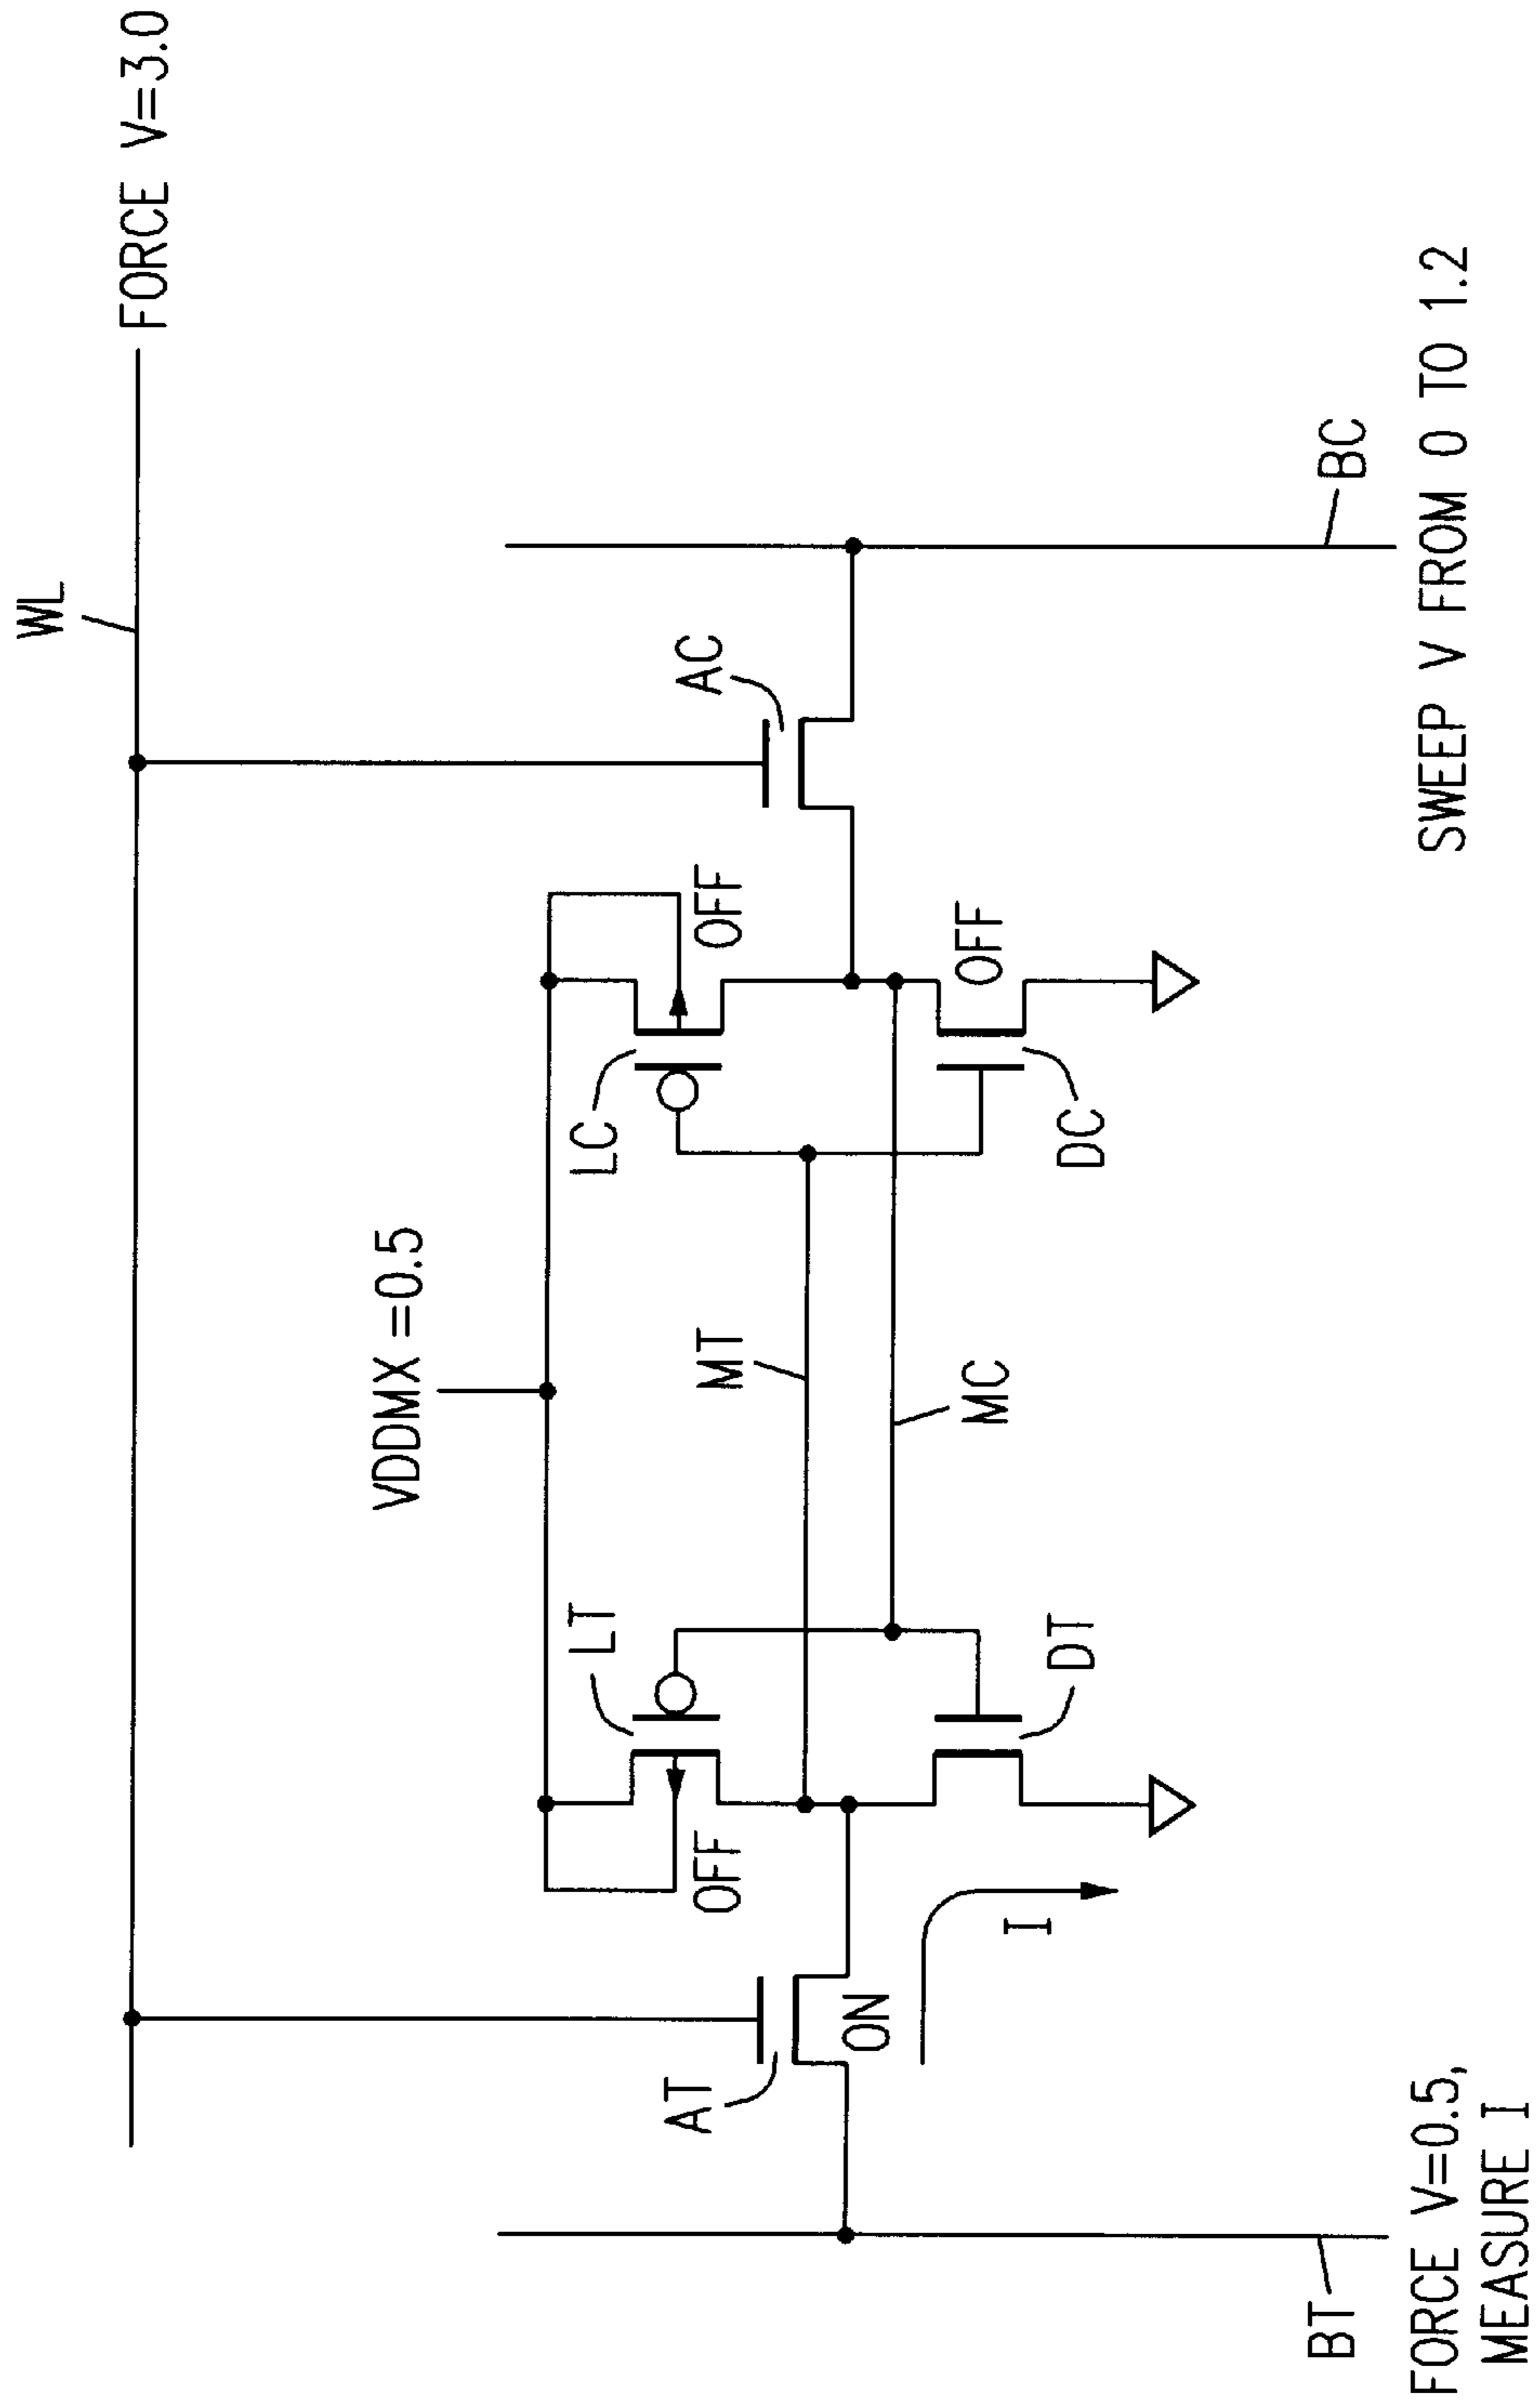 WL
FORCE V=3.0
VDDMX=0.5
LT
LC
OFF
OFF
MT
AT
AC
ON
MC
OFF
I
DT
DC
BT
BC
FORCE V=0.5,
MEASURE I
SWEEP V FROM 0 TO 1.2